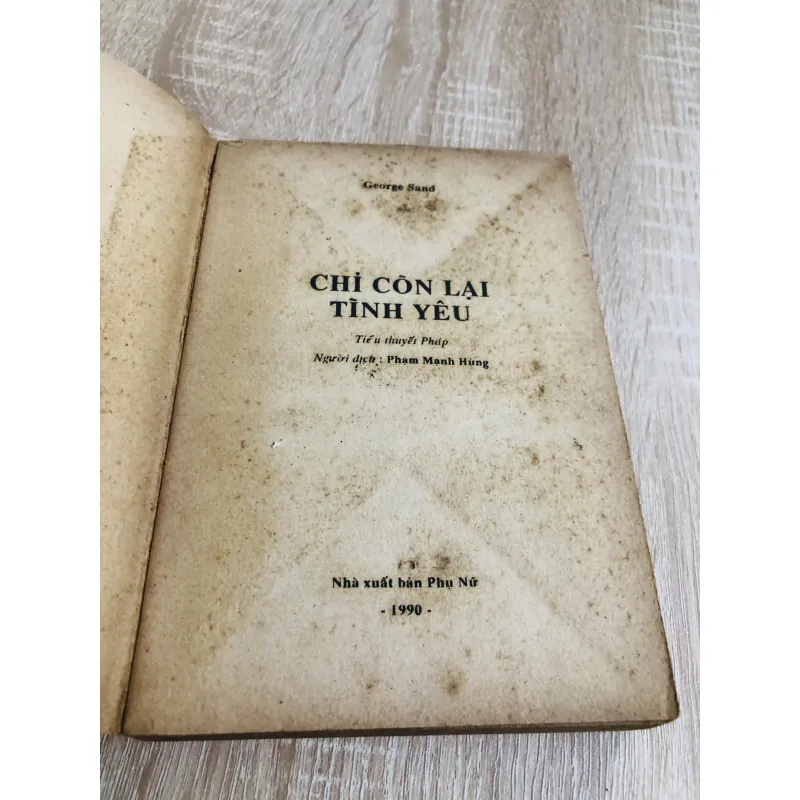 George Sand
CHỈ CÒN LẠI
TÌNH YÊU
Tiểu thuyết Pháp
Người dịch : Phạm Mạnh Hùng
Nhà xuất bản Phụ Nữ
- 1990 -